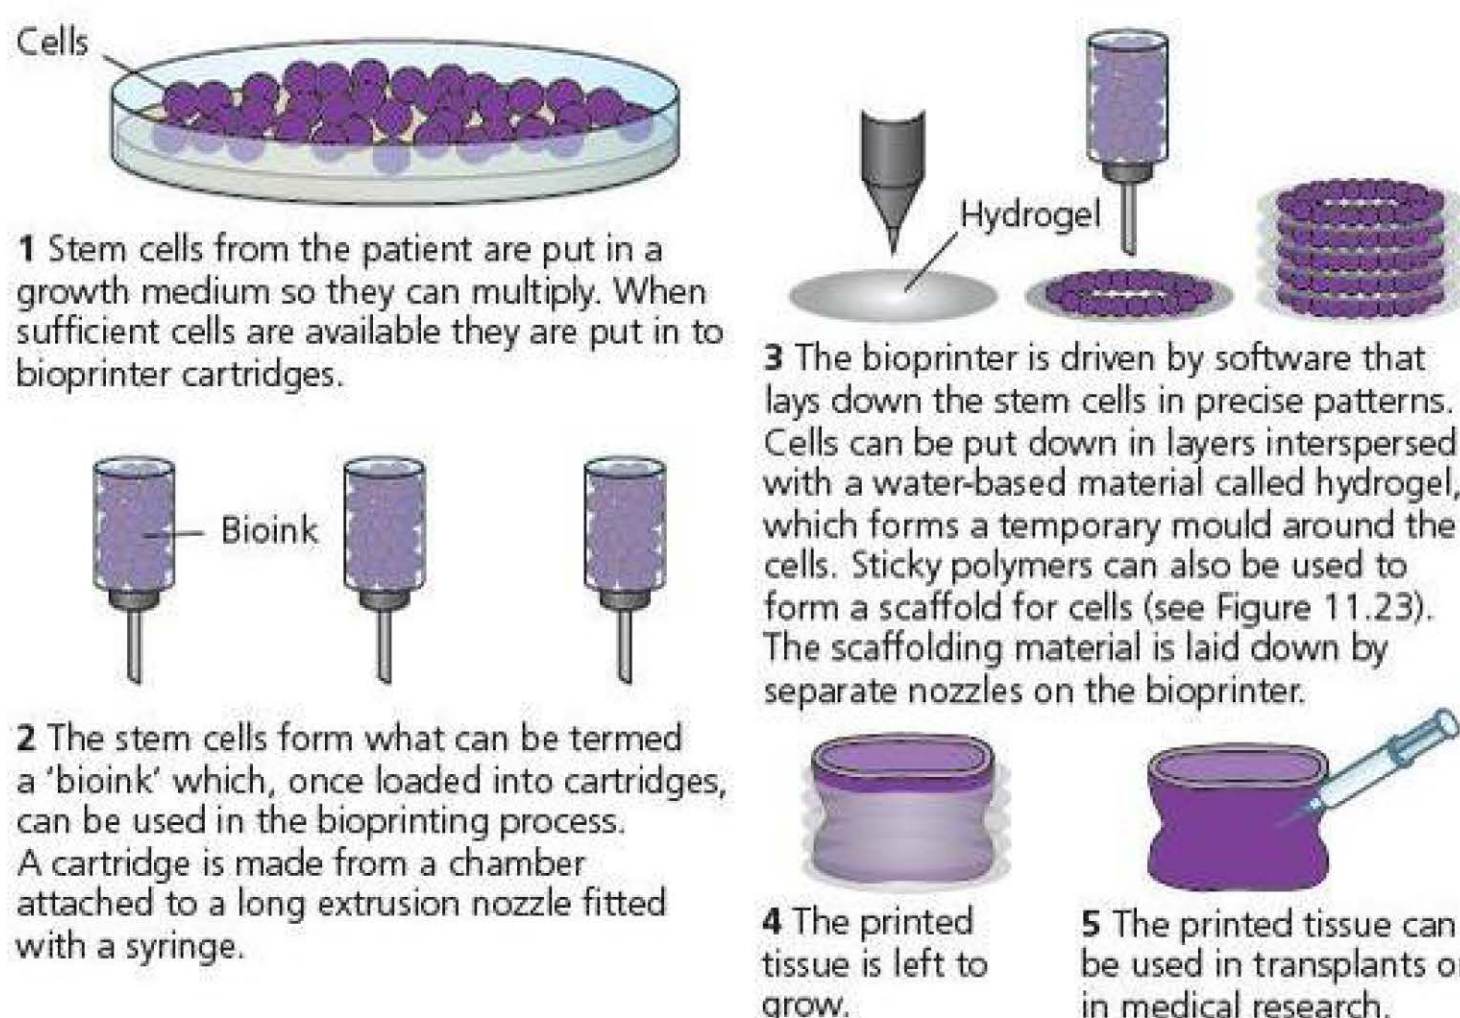 Cells
1 Stem cells from the patient are put in a
growth medium so they can multiply. When
sufficient cells are available they are put in to
bioprinter cartridges.
Bioink
2 The stem cells form what can be termed
a 'bioink' which, once loaded into cartridges,
can be used in the bioprinting process.
A cartridge is made from a chamber
attached to a long extrusion nozzle fitted
with a syringe.
Hydrogel
3 The bioprinter is driven by software that
lays down the stem cells in precise patterns.
Cells can be put down in layers interspersed
with a water-based material called hydrogel,
which forms a temporary mould around the
cells. Sticky polymers can also be used to
form a scaffold for cells (see Figure 11.23).
The scaffolding material is laid down by
separate nozzles on the bioprinter.
4 The printed
tissue is left to
grow.
5 The printed tissue can
be used in transplants or
in medical research.